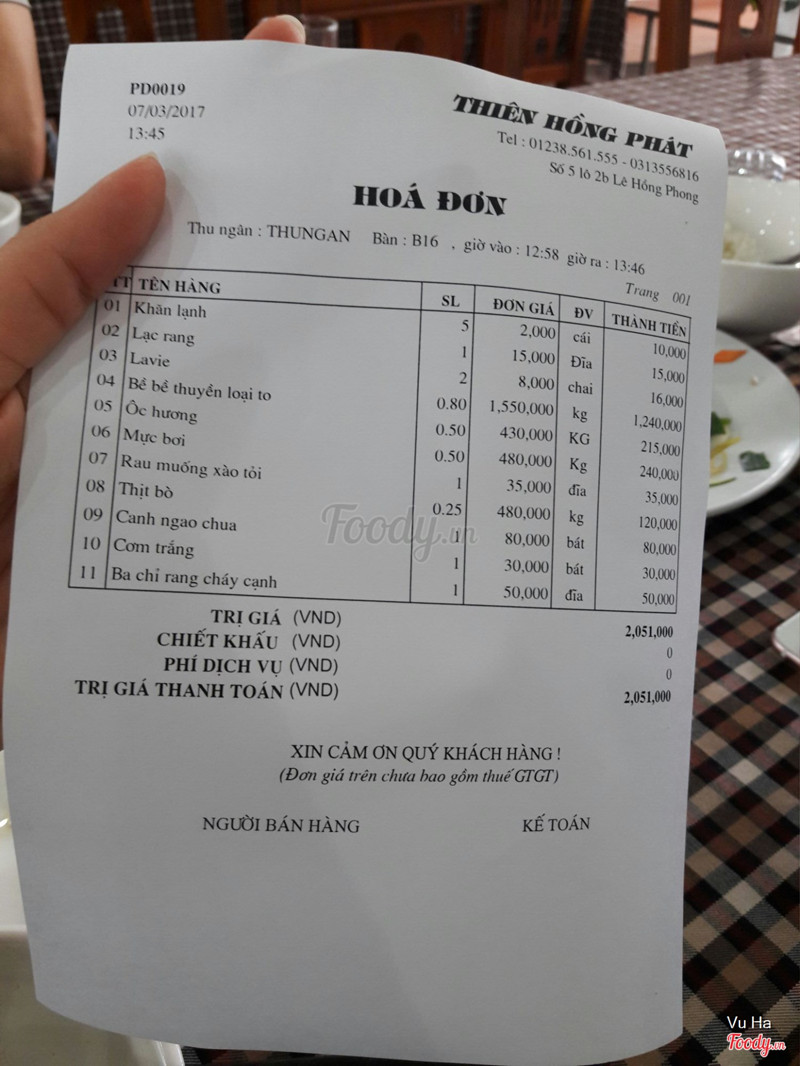 PD0019
07/03/2017
13:45
THIÊN HỒNG PHÁT
Tel : 01238.561.555 - 0313556816
Số 5 lô 2b Lê Hồng Phong
HOÁ ĐƠN
Thu ngân : THUNGAN Bàn : B16 , giờ vào : 12:58 giờ ra : 13:46
Trang 001
TT TÊN HÀNG SL ĐƠN GIÁ ĐV THÀNH TIỀN
01 Khăn lạnh 5 2,000 cái 10,000
02 Lạc rang 1 15,000 Đĩa 15,000
03 Lavie 2 8,000 chai 16,000
04 Bề bề thuyền loại to 0.80 1,550,000 kg 1,240,000
05 Ốc hương 0.50 430,000 KG 215,000
06 Mực bơi 0.50 480,000 Kg 240,000
07 Rau muống xào tỏi 1 35,000 đĩa 35,000
08 Thịt bò 0.25 480,000 kg 120,000
09 Canh ngao chua 1 80,000 bát 80,000
10 Cơm trắng 1 30,000 bát 30,000
11 Ba chỉ rang cháy cạnh 1 50,000 đĩa 50,000
TRỊ GIÁ (VND) 2,051,000
CHIẾT KHẤU (VND) 0
PHÍ DỊCH VỤ (VND) 0
TRỊ GIÁ THANH TOÁN (VND) 2,051,000
XIN CẢM ƠN QUÝ KHÁCH HÀNG !
(Đơn giá trên chưa bao gồm thuế GTGT)
NGƯỜI BÁN HÀNG KẾ TOÁN
Foody.vn
Vu Ha
Foody.vn